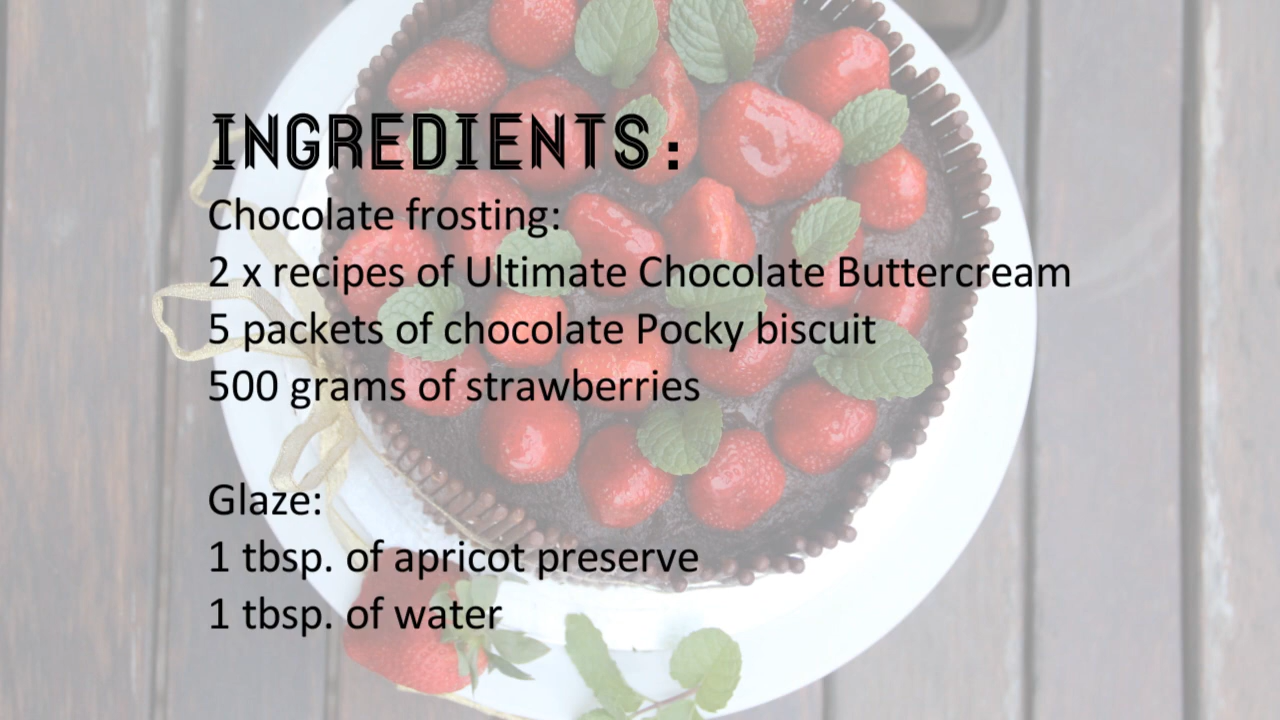 INGREDIENTS:
Chocolate frosting:
2 x recipes of Ultimate Chocolate Buttercream
5 packets of chocolate Pocky biscuit
500 grams of strawberries
Glaze:
1 tbsp. of apricot preserve
1 tbsp. of water